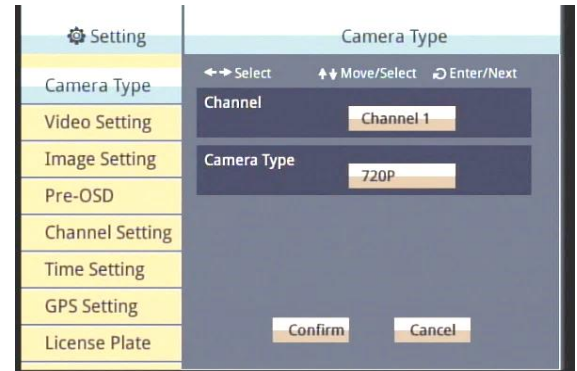 Setting
Camera Type
Select Move/Select Enter/Next
Camera Type
Video Setting
Image Setting
Pre-OSD
Channel Setting
Time Setting
GPS Setting
License Plate
Channel
Channel 1
Camera Type
720P
Confirm Cancel